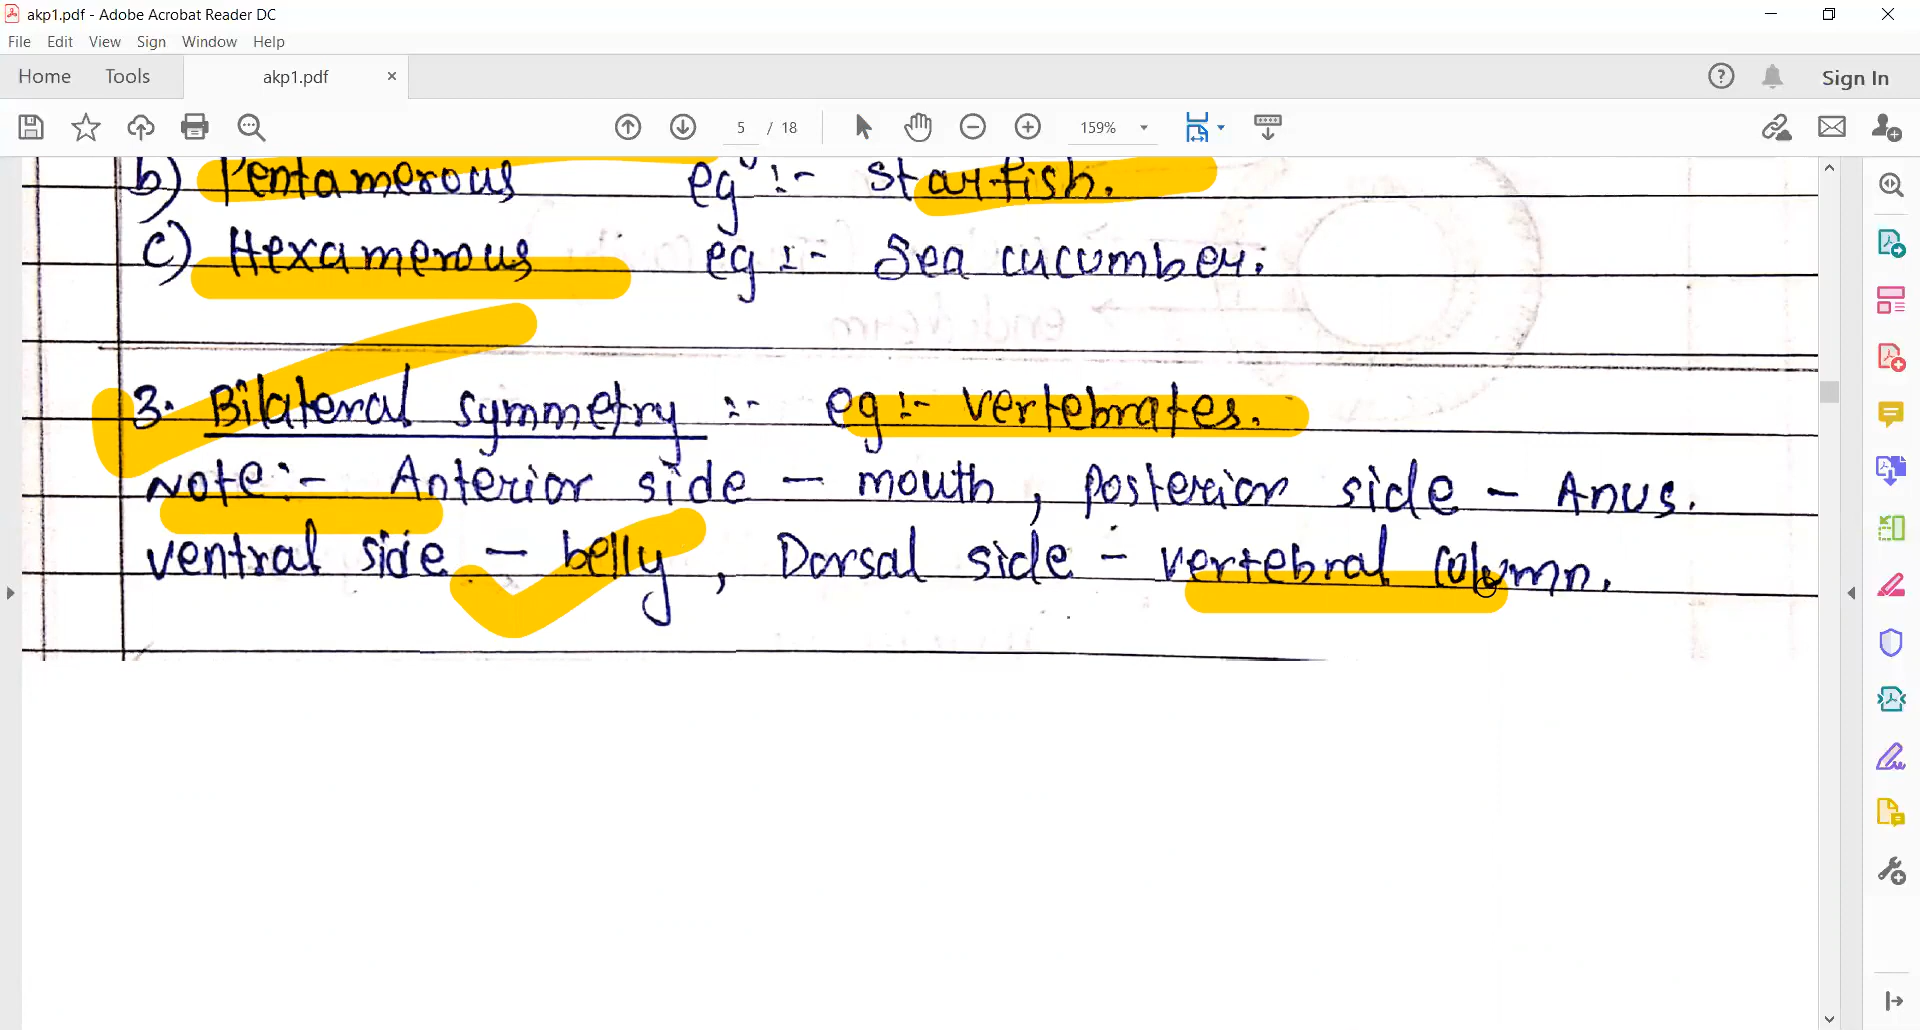 akp1.pdf - Adobe Acrobat Reader DC
File Edit View Sign Window Help
Home Tools akp1.pdf × ? Sign In
5 / 18 159%
b) Pentamerous eg :- Starfish.
c) Hexamerous eg :- Sea cucumber.
3. Bilateral symmetry :- eg :- vertebrates.
Note :- Anterior side - mouth, Posterior side - Anus.
ventral side - belly, Dorsal side - vertebral column.